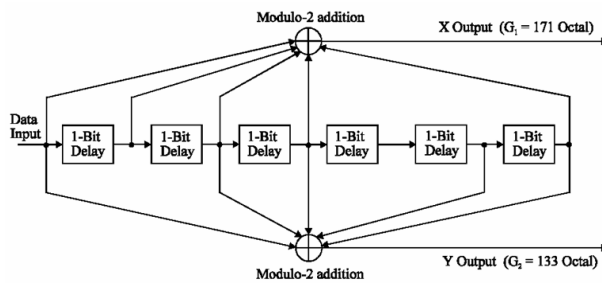 Modulo-2 addition
X Output (G₁ = 171 Octal)
Data
Input
1-Bit
Delay
1-Bit
Delay
1-Bit
Delay
1-Bit
Delay
1-Bit
Delay
1-Bit
Delay
Modulo-2 addition
Y Output (G₂ = 133 Octal)